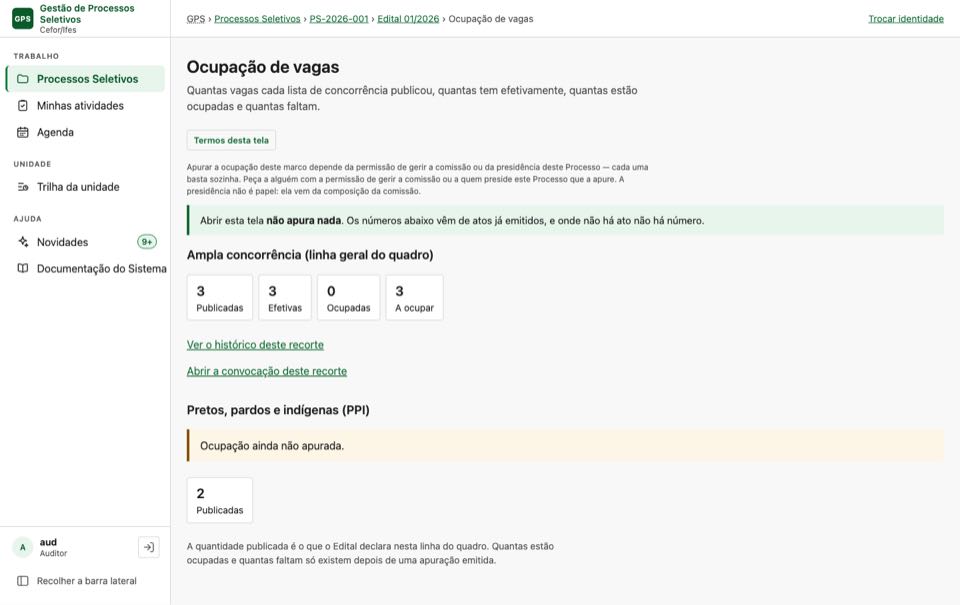 GPS
Gestão de Processos
Seletivos
Cefor/Ifes
TRABALHO
Processos Seletivos
Minhas atividades
Agenda
UNIDADE
Trilha da unidade
AJUDA
Novidades 9+
Documentação do Sistema
A
aud
Auditor
Recolher a barra lateral
GPS › Processos Seletivos › PS-2026-001 › Edital 01/2026 › Ocupação de vagas
Trocar identidade
Ocupação de vagas
Quantas vagas cada lista de concorrência publicou, quantas tem efetivamente, quantas estão
ocupadas e quantas faltam.
Termos desta tela
Apurar a ocupação deste marco depende da permissão de gerir a comissão ou da presidência deste Processo — cada uma
basta sozinha. Peça a alguém com a permissão de gerir a comissão ou a quem preside este Processo que a apure. A
presidência não é papel: ela vem da composição da comissão.
Abrir esta tela não apura nada. Os números abaixo vêm de atos já emitidos, e onde não há ato não há número.
Ampla concorrência (linha geral do quadro)
3
Publicadas
3
Efetivas
0
Ocupadas
3
A ocupar
Ver o histórico deste recorte
Abrir a convocação deste recorte
Pretos, pardos e indígenas (PPI)
Ocupação ainda não apurada.
2
Publicadas
A quantidade publicada é o que o Edital declara nesta linha do quadro. Quantas estão
ocupadas e quantas faltam só existem depois de uma apuração emitida.